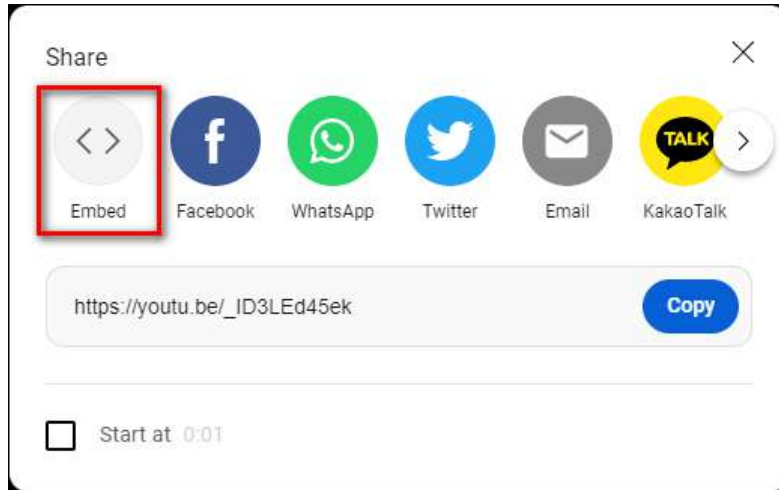 Share
TALK
Embed Facebook WhatsApp Twitter Email KakaoTalk
https://youtu.be/_ID3LEd45ek
Copy
Start at 0:01